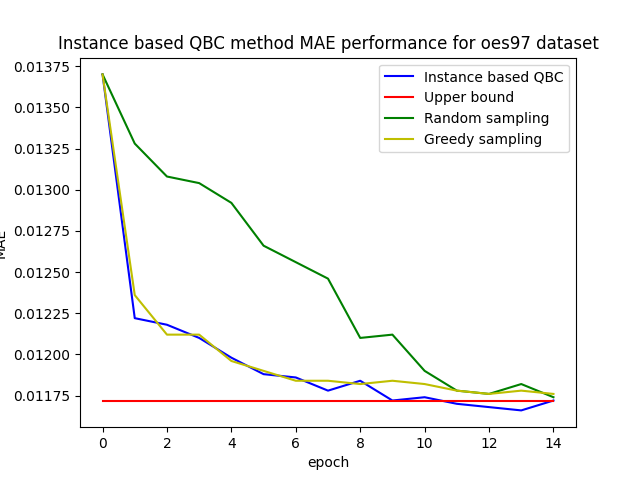 Instance based QBC method MAE performance for oes97 dataset
0.01375
0.01350
0.01325
0.01300
0.01275
0.01250
0.01225
0.01200
0.01175
MAE
Instance based QBC
Upper bound
Random sampling
Greedy sampling
0 2 4 6 8 10 12 14
epoch